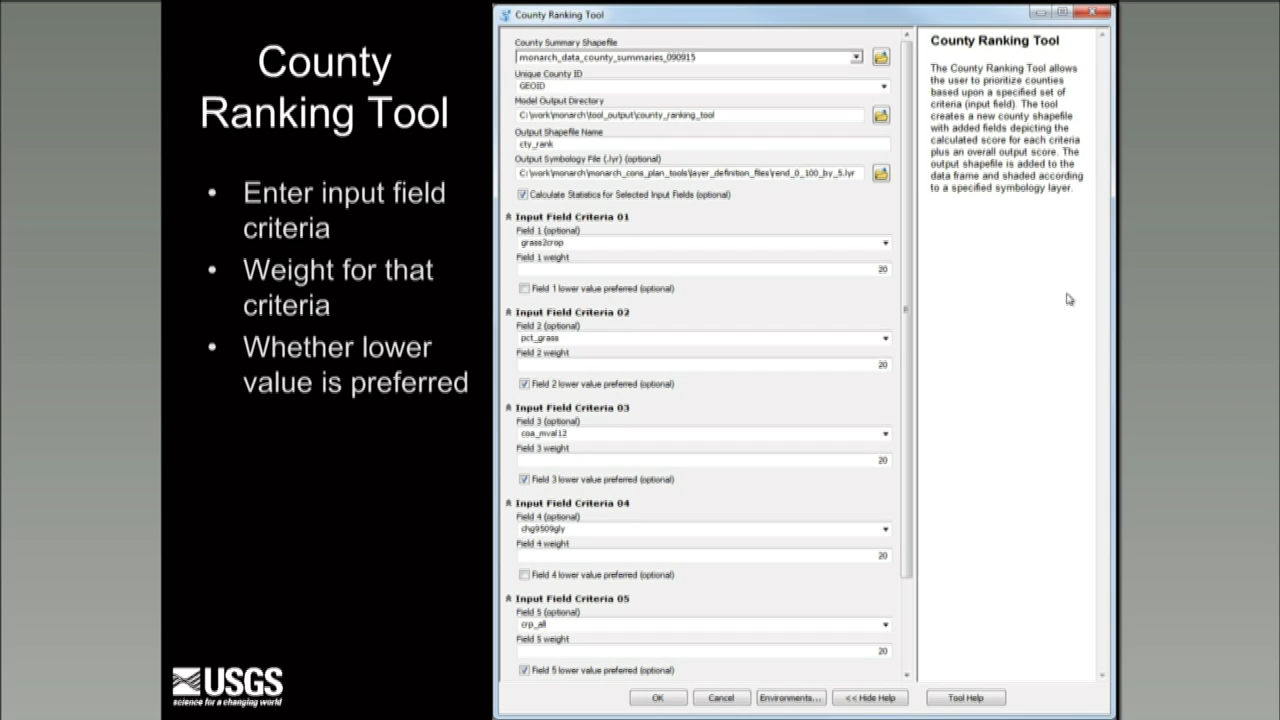 County
Ranking Tool
• Enter input field
criteria
• Weight for that
criteria
• Whether lower
value is preferred
USGS
science for a changing world
County Ranking Tool
County Summary Shapefile
monarch_data_county_summaries_090915
Unique County ID
GEOID
Model Output Directory
C:\work\monarch\tool_output\county_ranking_tool
Output Shapefile Name
cty_rank
Output Symbology File (.lyr) (optional)
C:\work\monarch\monarch_cons_plan_tools\layer_definition_files\rend_0_100_by_5.lyr
Calculate Statistics for Selected Input Fields (optional)
Input Field Criteria 01
Field 1 (optional)
grass2crop
Field 1 weight
20
Field 1 lower value preferred (optional)
Input Field Criteria 02
Field 2 (optional)
pct_grass
Field 2 weight
20
Field 2 lower value preferred (optional)
Input Field Criteria 03
Field 3 (optional)
coa_mval12
Field 3 weight
20
Field 3 lower value preferred (optional)
Input Field Criteria 04
Field 4 (optional)
chg9509gly
Field 4 weight
20
Field 4 lower value preferred (optional)
Input Field Criteria 05
Field 5 (optional)
crp_all
Field 5 weight
20
Field 5 lower value preferred (optional)
OK
Cancel
Environments...
<< Hide Help
Tool Help
County Ranking Tool
The County Ranking Tool allows
the user to prioritize counties
based upon a specified set of
criteria (input field). The tool
creates a new county shapefile
with added fields depicting the
calculated score for each criteria
plus an overall output score. The
output shapefile is added to the
data frame and shaded according
to a specified symbology layer.